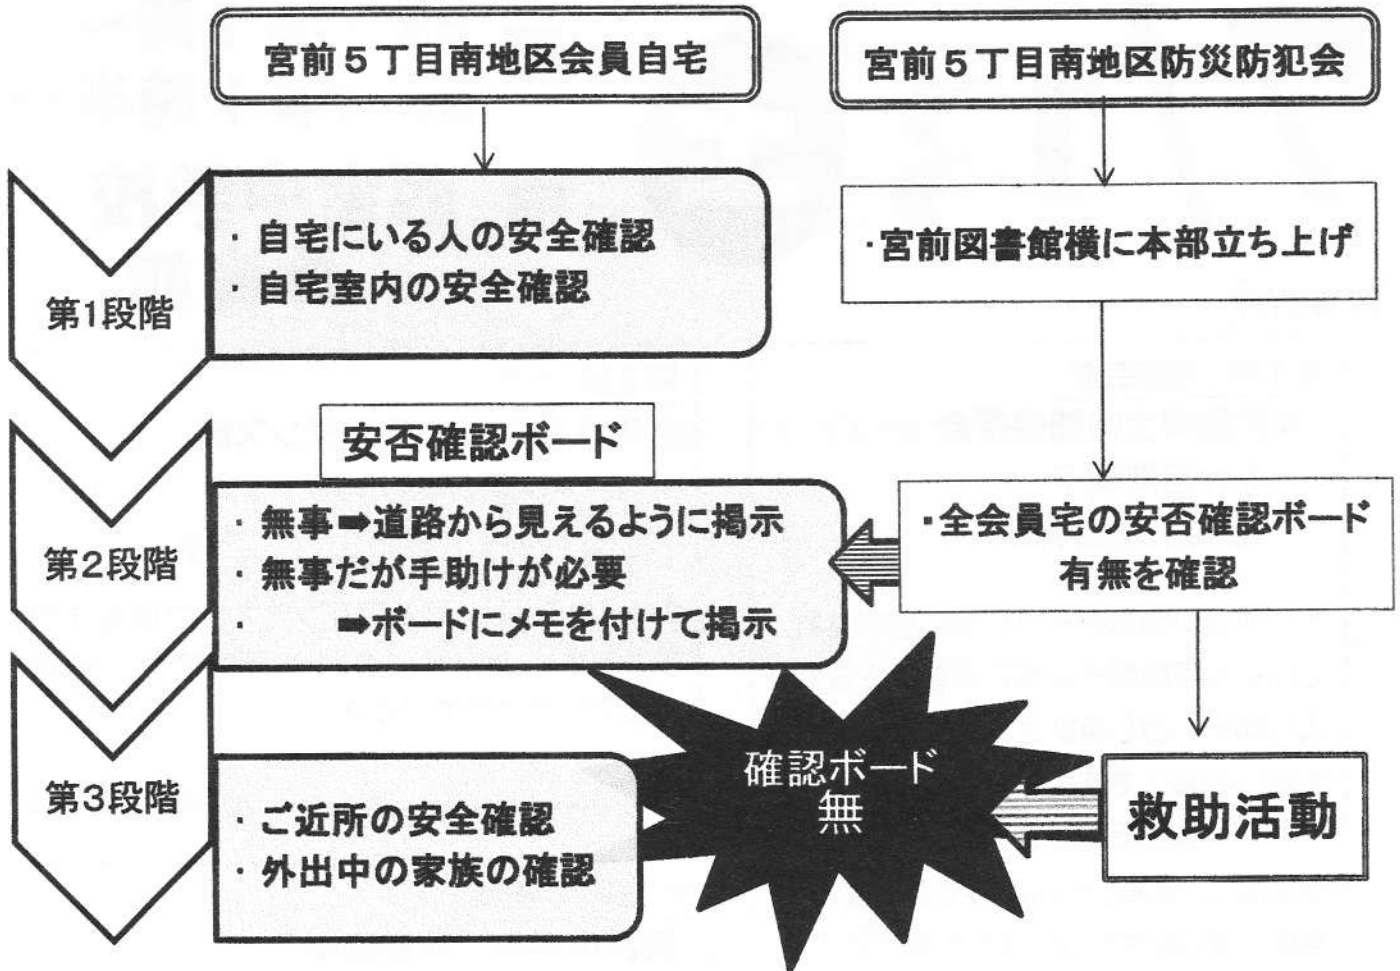 宮前５丁目南地区会員自宅
宮前５丁目南地区防災防犯会
第1段階
・自宅にいる人の安全確認
・自宅室内の安全確認
・宮前図書館横に本部立ち上げ
安否確認ボード
第2段階
・無事➡道路から見えるように掲示
・無事だが手助けが必要
・　　➡ボードにメモを付けて掲示
・全会員宅の安否確認ボード
有無を確認
第3段階
・ご近所の安全確認
・外出中の家族の確認
確認ボード
無
救助活動